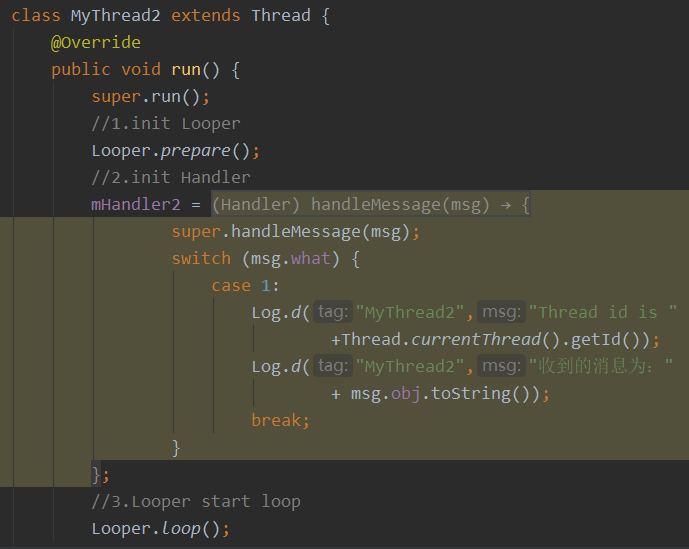 class MyThread2 extends Thread {
@Override
public void run() {
super.run();
//1.init Looper
Looper.prepare();
//2.init Handler
mHandler2 = (Handler) handleMessage(msg) → {
super.handleMessage(msg);
switch (msg.what) {
case 1:
Log.d( tag: "MyThread2", msg: "Thread id is "
+Thread.currentThread().getId());
Log.d( tag: "MyThread2", msg: "收到的消息为："
+ msg.obj.toString());
break;
}
};
//3.Looper start loop
Looper.loop();